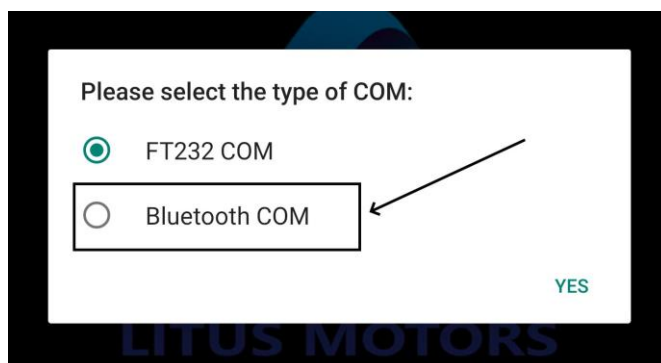 Please select the type of COM:
FT232 COM
Bluetooth COM
YES
LITUS MOTORS